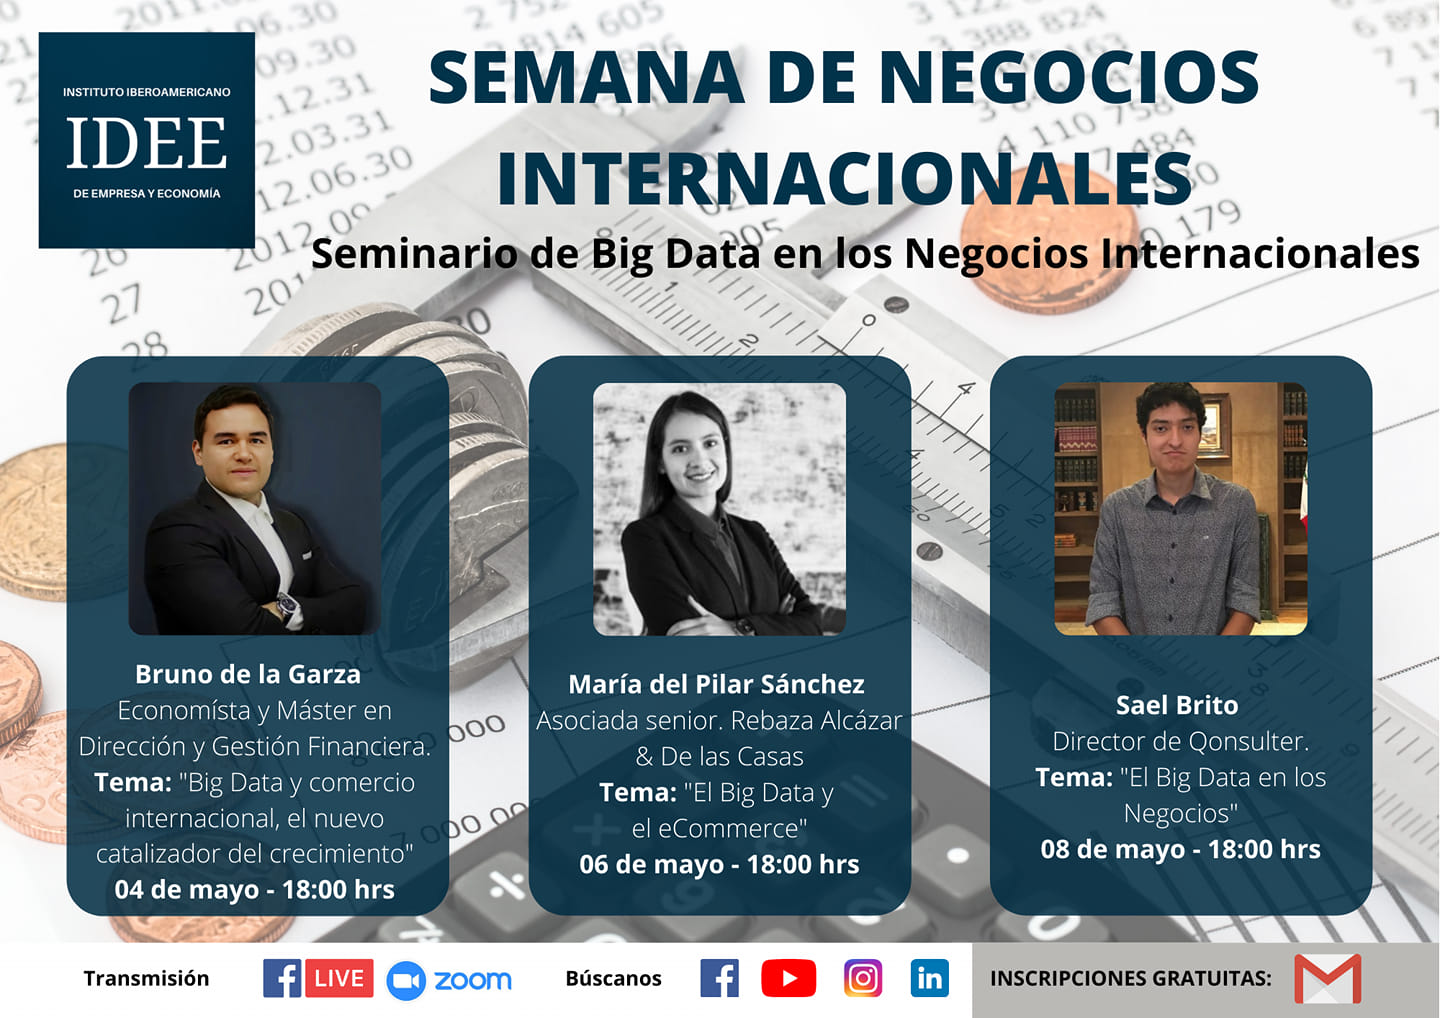 INSTITUTO IBEROAMERICANO
IDEE
DE EMPRESA Y ECONOMÍA
SEMANA DE NEGOCIOS
INTERNACIONALES
Seminario de Big Data en los Negocios Internacionales
Bruno de la Garza
Economísta y Máster en
Dirección y Gestión Financiera.
Tema: "Big Data y comercio
internacional, el nuevo
catalizador del crecimiento"
04 de mayo - 18:00 hrs
María del Pilar Sánchez
Asociada senior. Rebaza Alcázar
& De las Casas
Tema: "El Big Data y
el eCommerce"
06 de mayo - 18:00 hrs
Sael Brito
Director de Qonsulter.
Tema: "El Big Data en los
Negocios"
08 de mayo - 18:00 hrs
Transmisión
LIVE
zoom
Búscanos
INSCRIPCIONES GRATUITAS: